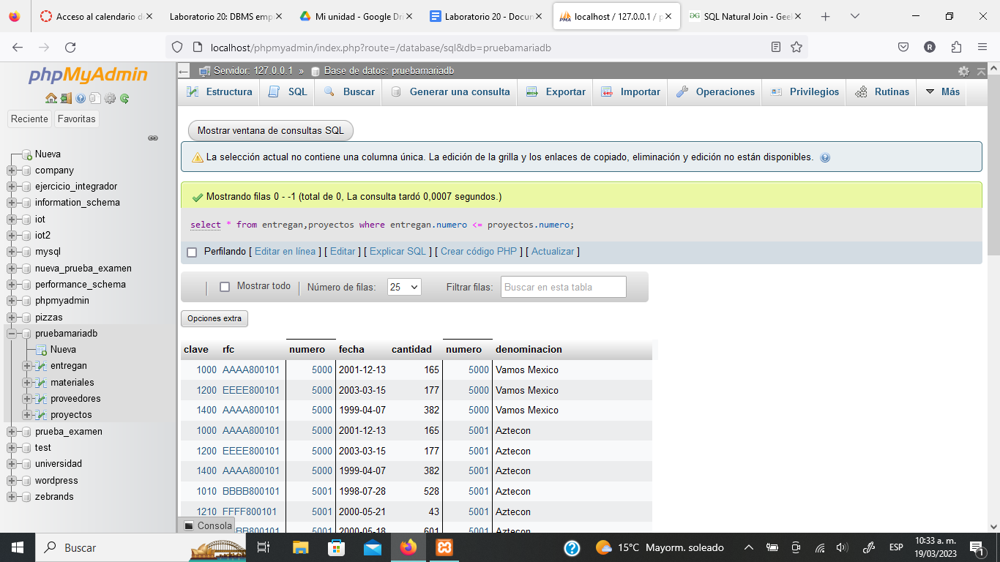 Acceso al calendario d
Laboratorio 20: DBMS emp
Mi unidad - Google Dri
Laboratorio 20 - Docun
localhost / 127.0.0.1 / p
SQL Natural Join - Geel
localhost/phpmyadmin/index.php?route=/database/sql&db=pruebamariadb
R
phpMyAdmin
Reciente
Favoritas
Nueva
company
ejercicio_integrador
information_schema
iot
iot2
mysql
nueva_prueba_examen
performance_schema
phpmyadmin
pizzas
pruebamariadb
Nueva
entregan
materiales
proveedores
proyectos
prueba_examen
test
universidad
wordpress
zebrands
Servidor: 127.0.0.1 » Base de datos: pruebamariadb
Estructura SQL Buscar Generar una consulta Exportar Importar Operaciones Privilegios Rutinas Más
Mostrar ventana de consultas SQL
La selección actual no contiene una columna única. La edición de la grilla y los enlaces de copiado, eliminación y edición no están disponibles.
Mostrando filas 0 - -1 (total de 0, La consulta tardó 0,0007 segundos.)
select * from entregan,proyectos where entregan.numero <= proyectos.numero;
Perfilando [ Editar en línea ] [ Editar ] [ Explicar SQL ] [ Crear código PHP ] [ Actualizar ]
Mostrar todo Número de filas: 25 Filtrar filas: Buscar en esta tabla
Opciones extra
clave rfc numero fecha cantidad numero denominacion
1000 AAAA800101 5000 2001-12-13 165 5000 Vamos Mexico
1200 EEEE800101 5000 2003-03-15 177 5000 Vamos Mexico
1400 AAAA800101 5000 1999-04-07 382 5000 Vamos Mexico
1000 AAAA800101 5000 2001-12-13 165 5001 Aztecon
1200 EEEE800101 5000 2003-03-15 177 5001 Aztecon
1400 AAAA800101 5000 1999-04-07 382 5001 Aztecon
1010 BBBB800101 5001 1998-07-28 528 5001 Aztecon
1210 FFFF800101 5001 2000-05-21 43 5001 Aztecon
BB800101 5001 2000-05-18 601 5001 Aztecon
Consola
Buscar
15°C Mayorm. soleado
ESP
10:33 a. m.
19/03/2023
1